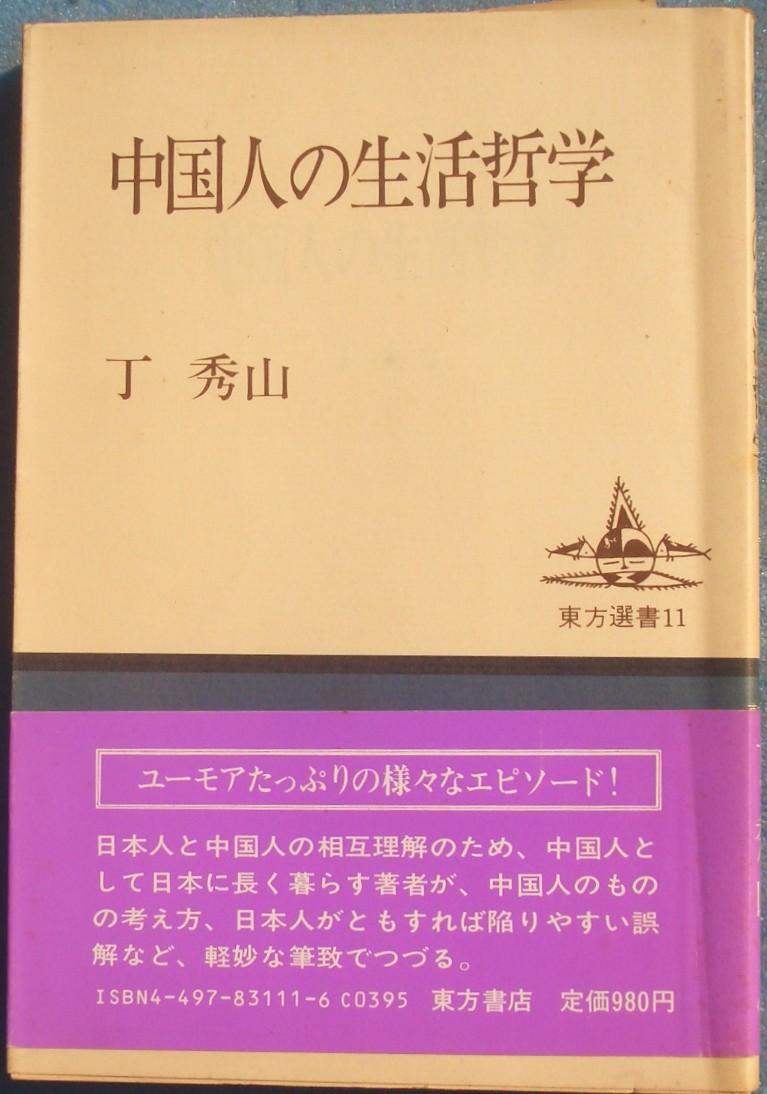 中国人の生活哲学
丁 秀山
東方選書11
ユーモアたっぷりの様々なエピソード!
日本人と中国人の相互理解のため、中国人と
して日本に長く暮らす著者が、中国人のもの
の考え方、日本人がともすれば陥りやすい誤
解など、軽妙な筆致でつづる。
ISBN4-497-83111-6 C0395 東方書店 定価980円